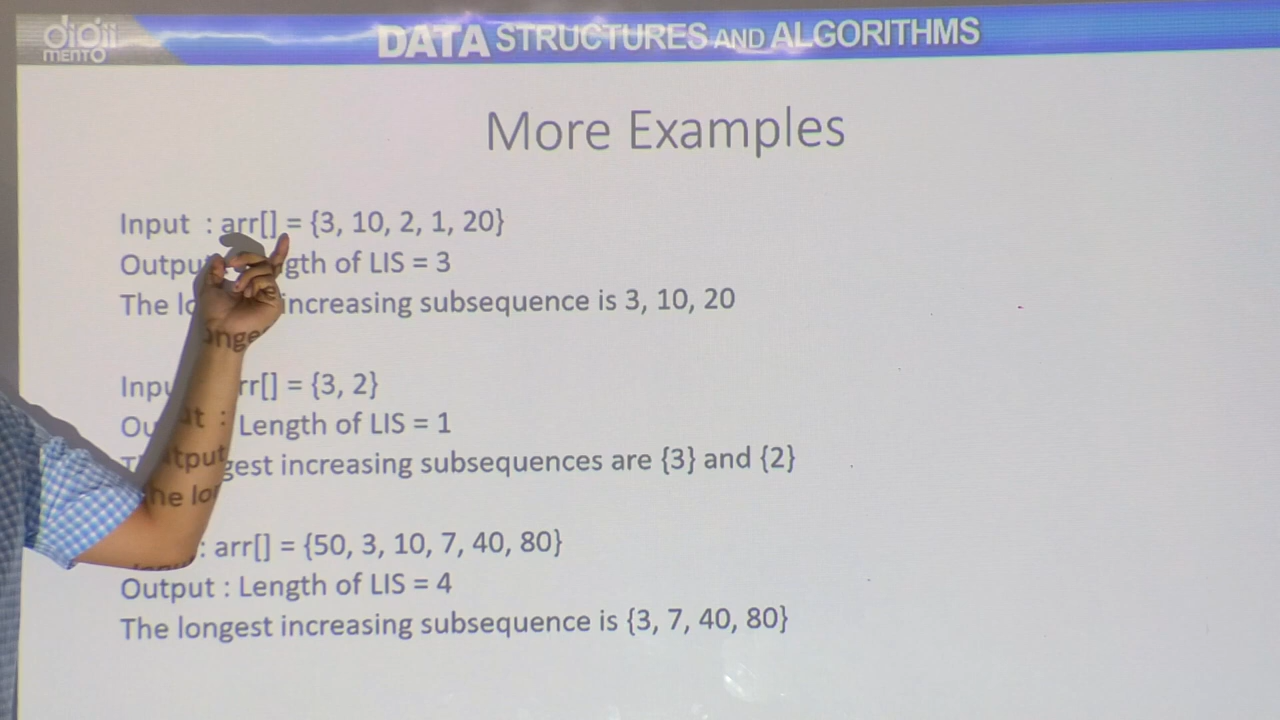 digii
MENTO
DATA STRUCTURES AND ALGORITHMS
More Examples
Input : arr[] = {3, 10, 2, 1, 20}
Outpu gth of LIS = 3
The lo increasing subsequence is 3, 10, 20
Inpu rr[] = {3, 2}
Ou : Length of LIS = 1
gest increasing subsequences are {3} and {2}
: arr[] = {50, 3, 10, 7, 40, 80}
Output : Length of LIS = 4
The longest increasing subsequence is {3, 7, 40, 80}